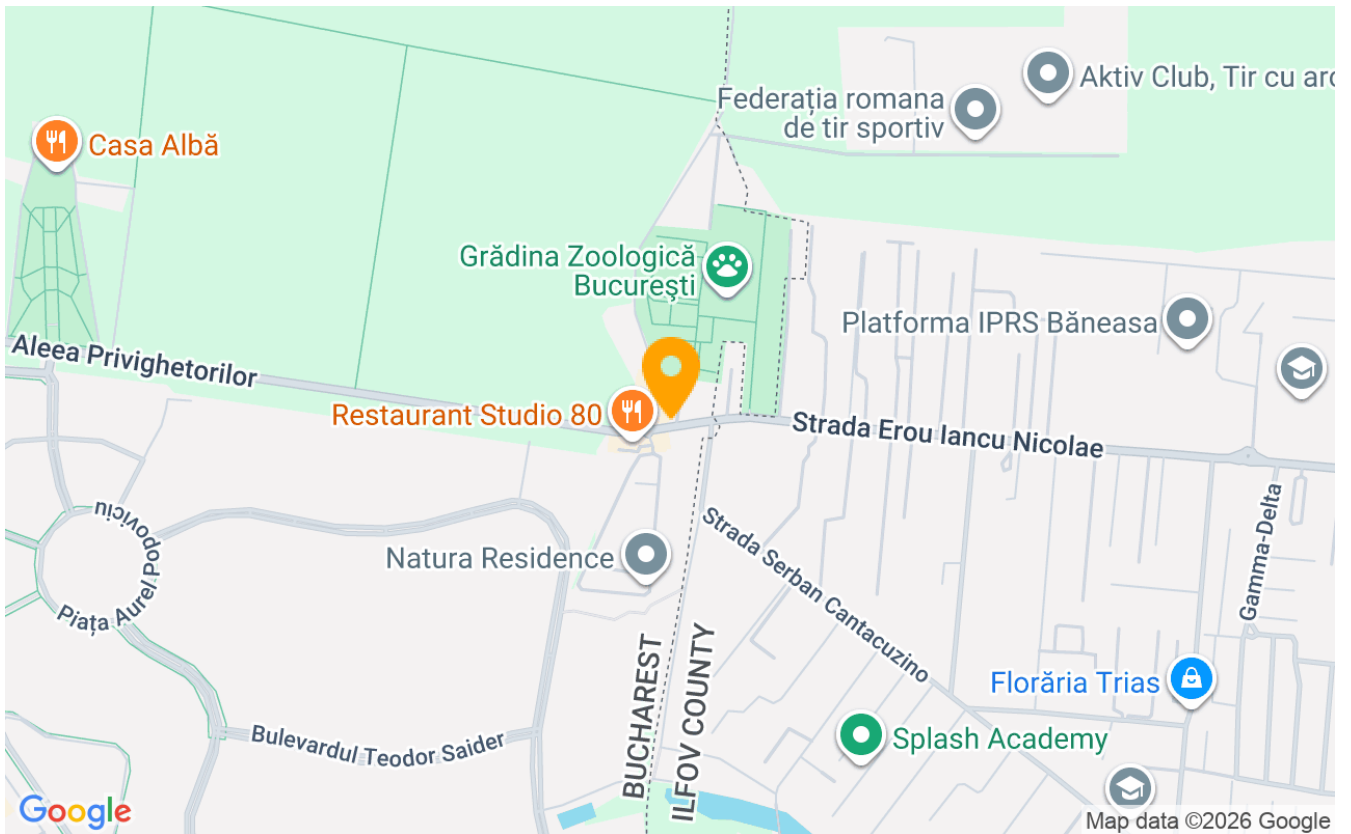 Aktiv Club, Tir cu arc
Federația romana
de tir sportiv
Casa Albă
Grădina Zoologică
București
Platforma IPRS Băneasa
Aleea Privighetorilor
Restaurant Studio 80
Strada Erou Iancu Nicolae
Piața Aurel Popoviciu
Natura Residence
Strada Serban Cantacuzino
Gamma-Delta
BUCHAREST
ILFOV COUNTY
Florăria Trias
Splash Academy
Bulevardul Teodor Saider
Google
Map data ©2026 Google